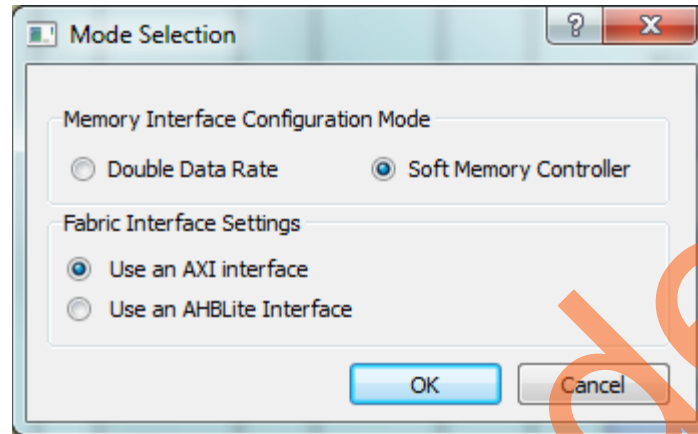 Mode Selection
Memory Interface Configuration Mode
Double Data Rate Soft Memory Controller
Fabric Interface Settings
Use an AXI interface
Use an AHBLite Interface
OK Cancel
de